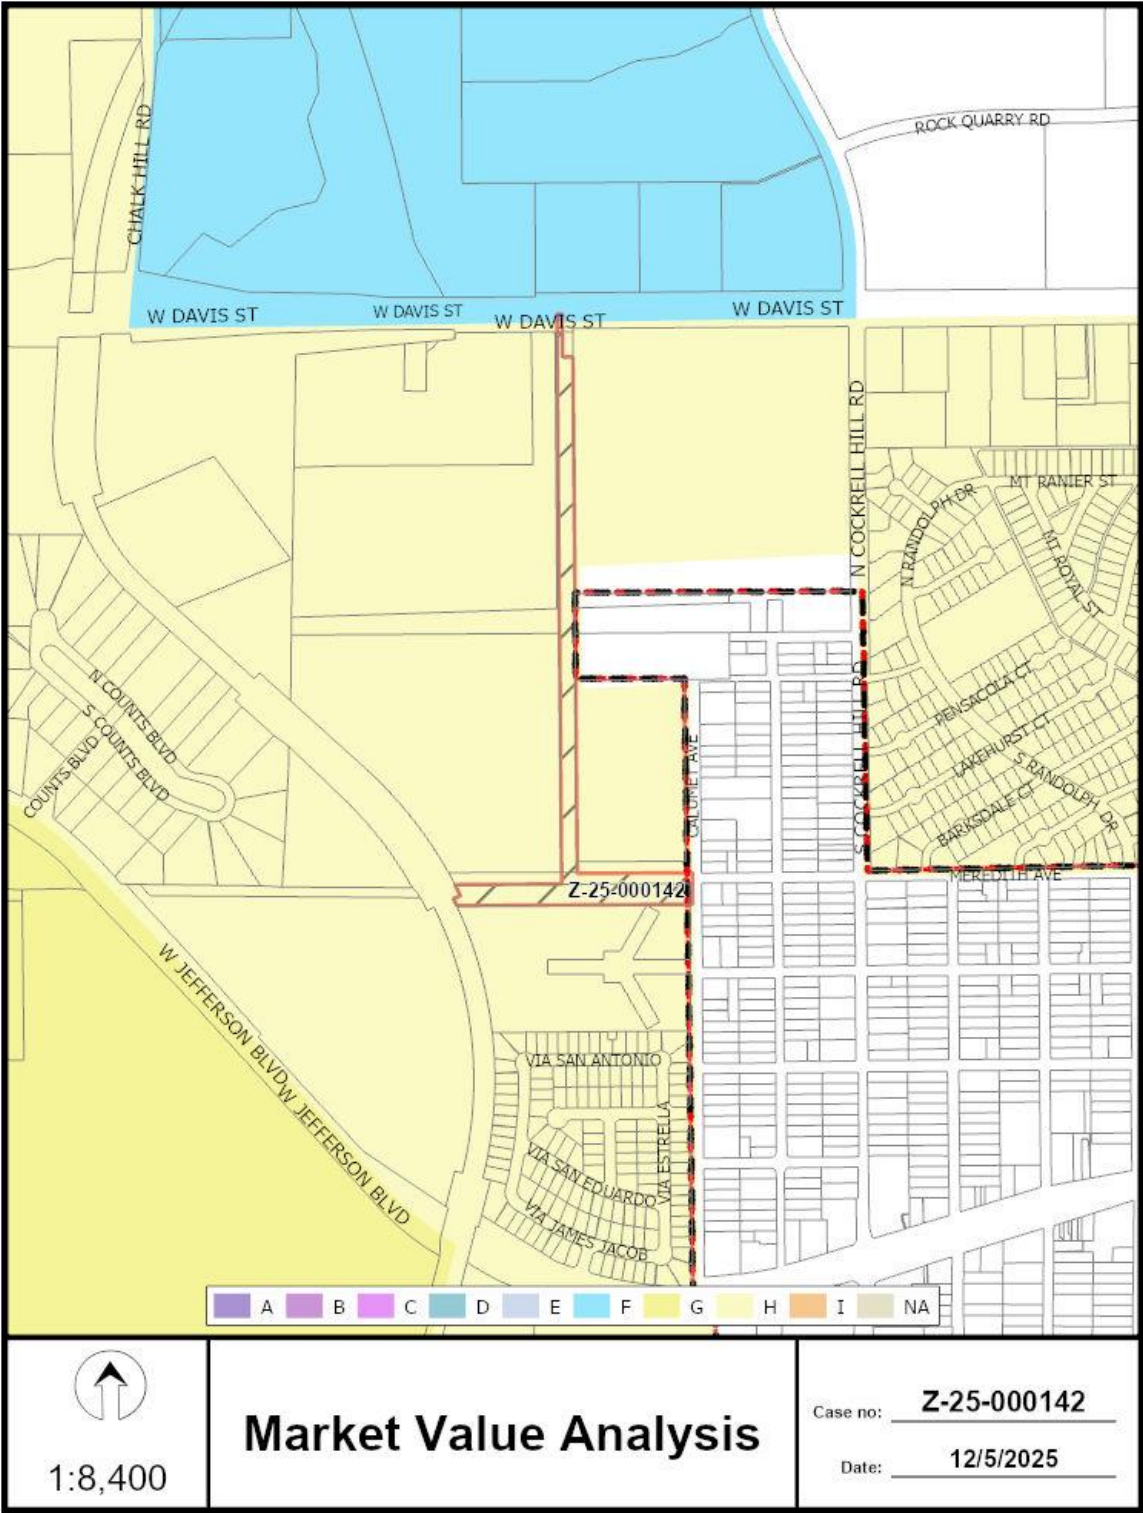 ROCK QUARRY RD
CHALK HILL RD
W DAVIS ST
W DAVIS ST
W DAVIS ST
W DAVIS ST
N COCKRELL HILL RD
MT RANIER ST
N RANDOLPH DR
MT ROYAL ST
PENSACOLA CT
LAKEHURST CT
S RANDOLPH DR
BARKSDALE CT
S COCKRELL HILL RD
CALUMET AVE
MEREDITH AVE
N COUNTS BLVD
S COUNTS BLVD
COUNTS BLVD
Z-25-000142
W JEFFERSON BLVD
W JEFFERSON BLVD
VIA SAN ANTONIO
VIA ESTRELLA
VIA SAN EDUARDO
VIA JAMES JACOB
A B C D E F G H I NA
1:8,400
Market Value Analysis
Case no: Z-25-000142
Date: 12/5/2025